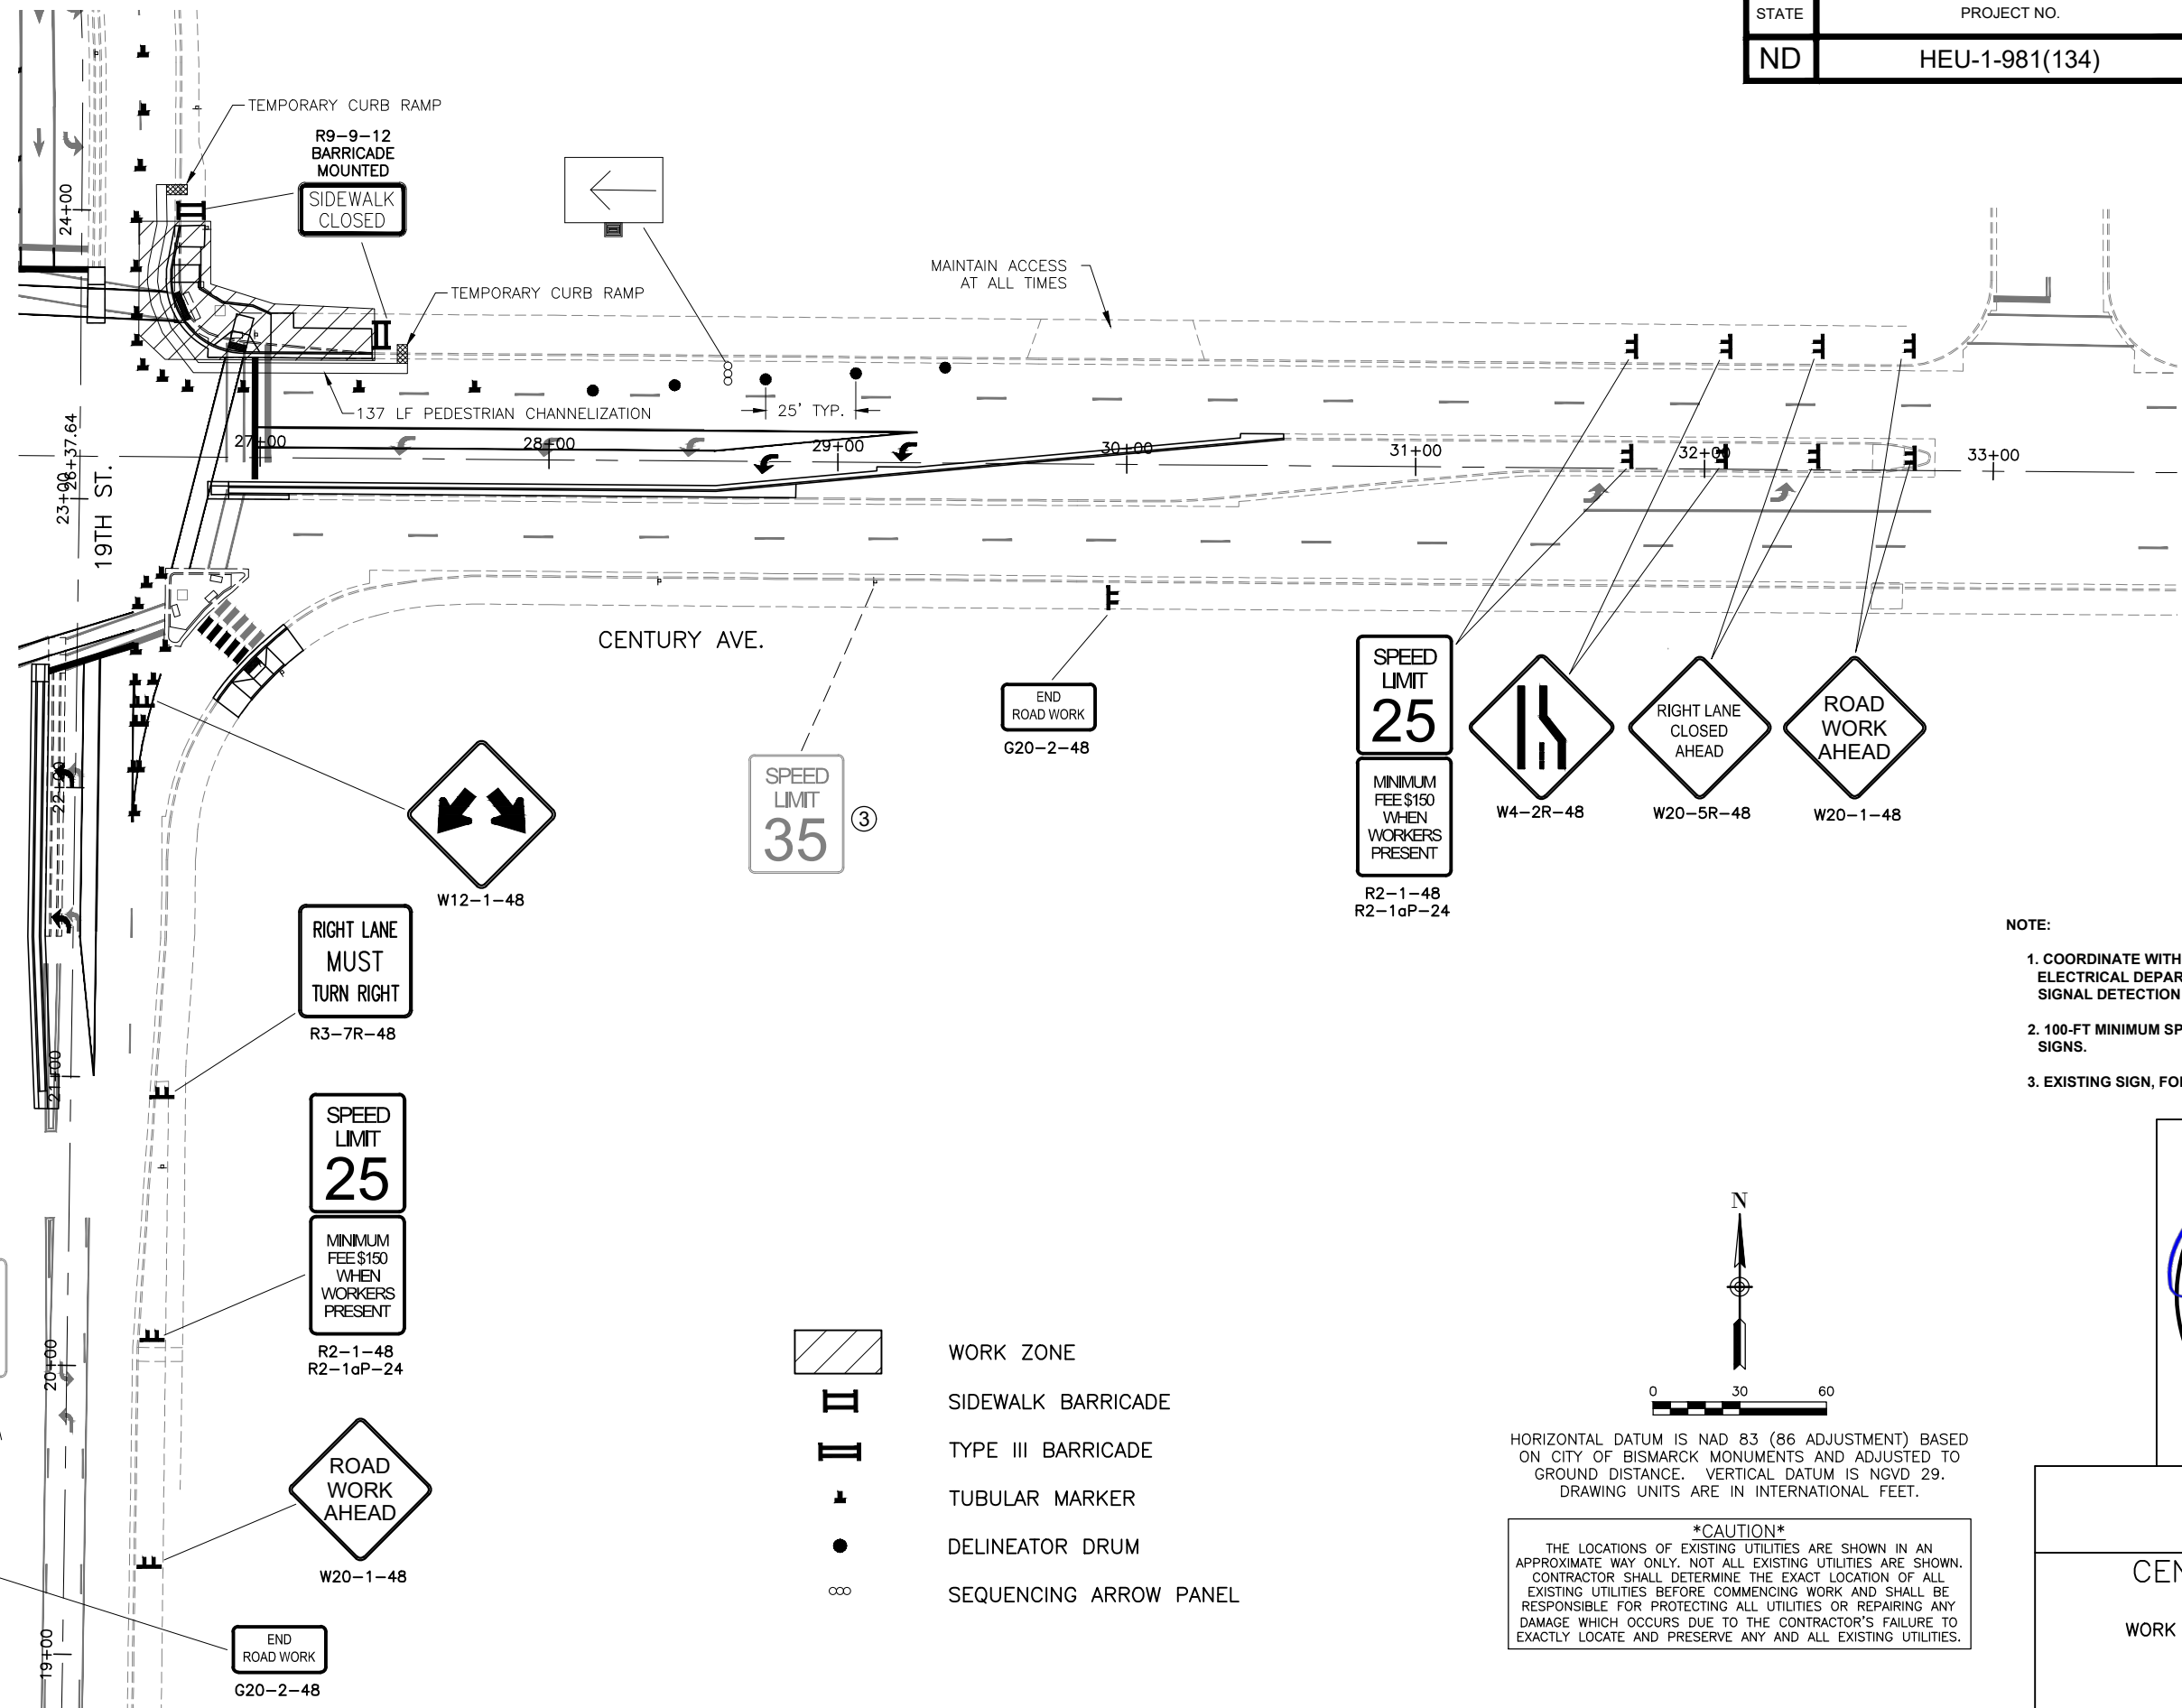 STATE
PROJECT NO.
ND
HEU-1-981(134)
TEMPORARY CURB RAMP
R9-9-12
BARRICADE
MOUNTED
SIDEWALK
CLOSED
24+00
MAINTAIN ACCESS
AT ALL TIMES
TEMPORARY CURB RAMP
137 LF PEDESTRIAN CHANNELIZATION
25' TYP.
27+00
28+00
29+00
30+00
31+00
32+00
33+00
26+37.64
23+00
19TH ST.
CENTURY AVE.
END
ROAD WORK
G20-2-48
SPEED
LIMIT
35
3
SPEED
LIMIT
25
MINIMUM
FEE $150
WHEN
WORKERS
PRESENT
R2-1-48
R2-1aP-24
W4-2R-48
RIGHT LANE
CLOSED
AHEAD
W20-5R-48
ROAD
WORK
AHEAD
W20-1-48
22+00
W12-1-48
RIGHT LANE
MUST
TURN RIGHT
R3-7R-48
21+00
SPEED
LIMIT
25
MINIMUM
FEE $150
WHEN
WORKERS
PRESENT
R2-1-48
R2-1aP-24
20+00
ROAD
WORK
AHEAD
W20-1-48
19+00
END
ROAD WORK
G20-2-48
NOTE:
1. COORDINATE WITH
ELECTRICAL DEPAR
SIGNAL DETECTION
2. 100-FT MINIMUM SP
SIGNS.
3. EXISTING SIGN, FO
WORK ZONE
SIDEWALK BARRICADE
TYPE III BARRICADE
TUBULAR MARKER
DELINEATOR DRUM
SEQUENCING ARROW PANEL
N
0 30 60
HORIZONTAL DATUM IS NAD 83 (86 ADJUSTMENT) BASED
ON CITY OF BISMARCK MONUMENTS AND ADJUSTED TO
GROUND DISTANCE. VERTICAL DATUM IS NGVD 29.
DRAWING UNITS ARE IN INTERNATIONAL FEET.
*CAUTION*
THE LOCATIONS OF EXISTING UTILITIES ARE SHOWN IN AN
APPROXIMATE WAY ONLY. NOT ALL EXISTING UTILITIES ARE SHOWN.
CONTRACTOR SHALL DETERMINE THE EXACT LOCATION OF ALL
EXISTING UTILITIES BEFORE COMMENCING WORK AND SHALL BE
RESPONSIBLE FOR PROTECTING ALL UTILITIES OR REPAIRING ANY
DAMAGE WHICH OCCURS DUE TO THE CONTRACTOR'S FAILURE TO
EXACTLY LOCATE AND PRESERVE ANY AND ALL EXISTING UTILITIES.
CEN
WORK